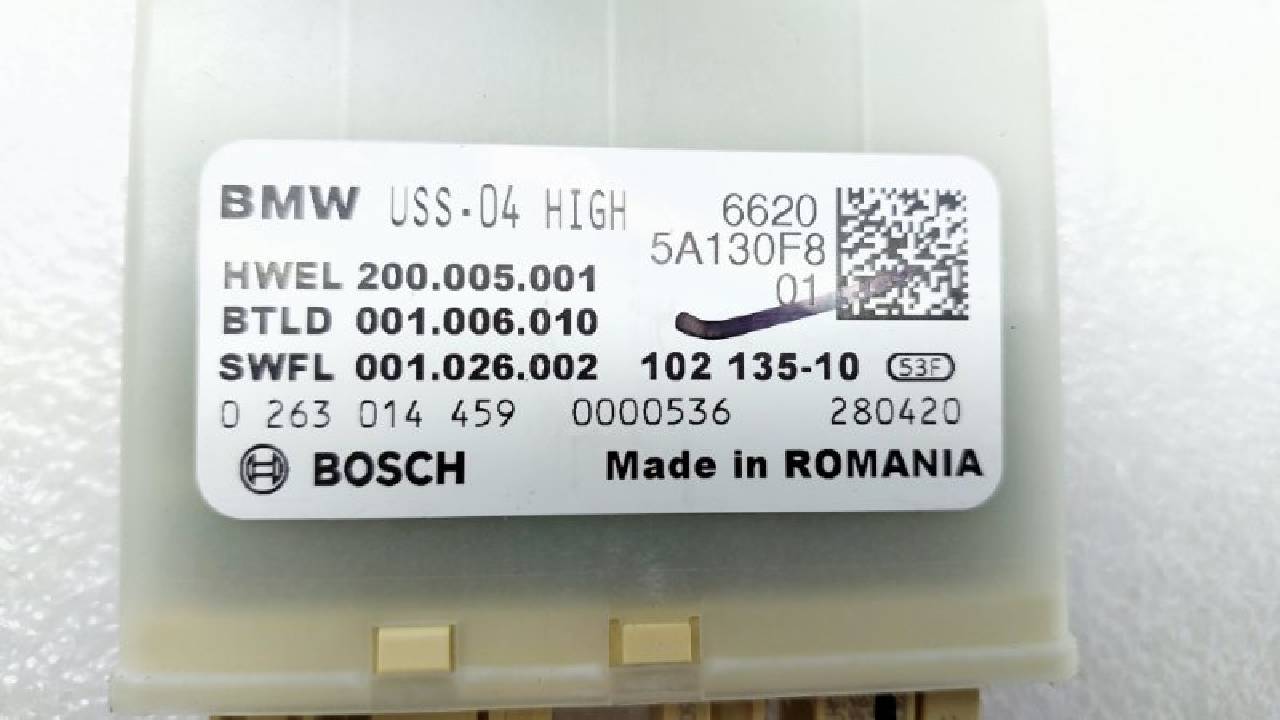 BMW USS-04 HIGH 6620
5A130F8
HWEL 200.005.001 01
BTLD 001.006.010
SWFL 001.026.002 102 135-10 53F
0 263 014 459 0000536 280420
BOSCH Made in ROMANIA